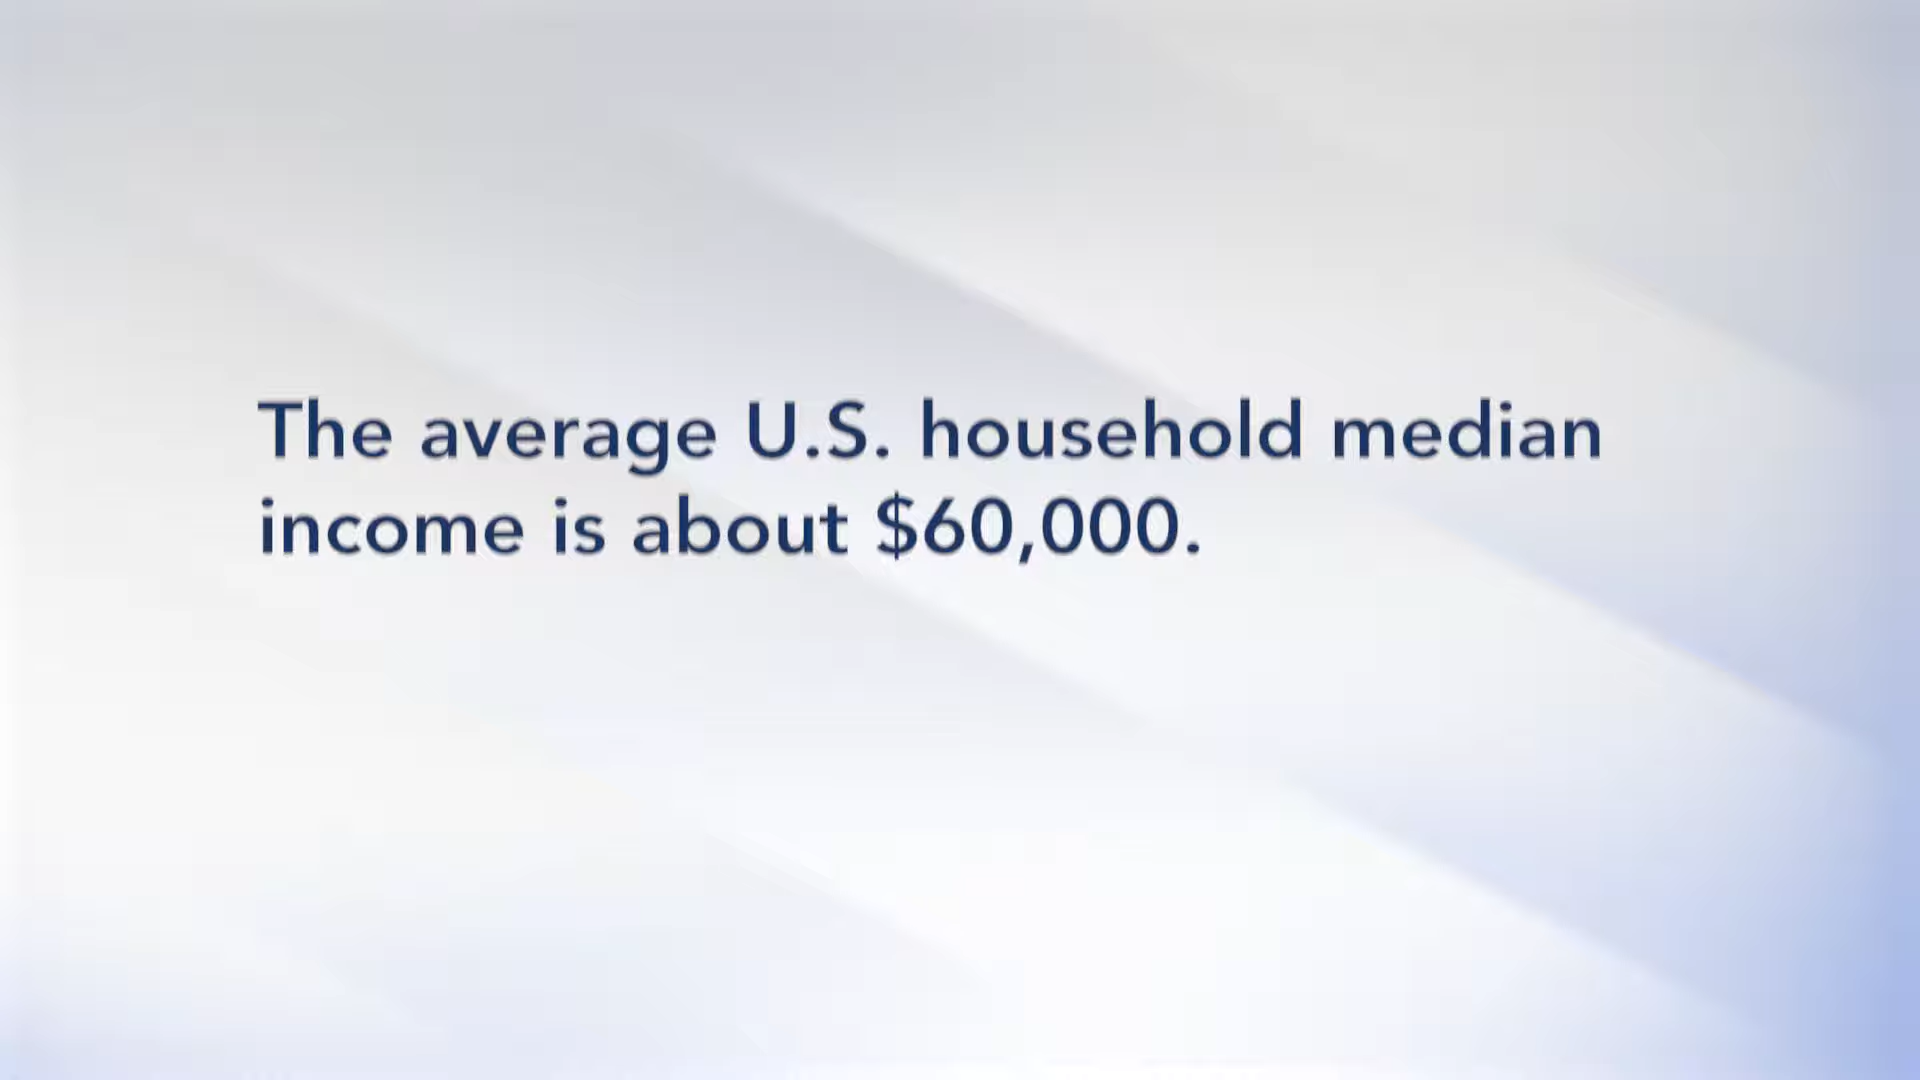 The average U.S. household median
income is about $60,000.